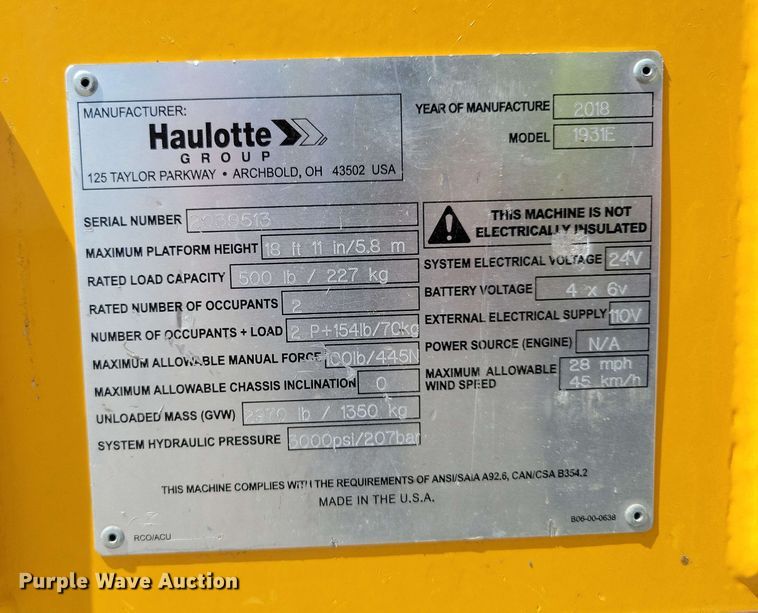 MANUFACTURER:
Haulotte
GROUP
125 TAYLOR PARKWAY • ARCHBOLD, OH 43502 USA
YEAR OF MANUFACTURE 2018
MODEL 1931E
SERIAL NUMBER 2039513
MAXIMUM PLATFORM HEIGHT 18 ft 11 in/5.8 m
RATED LOAD CAPACITY 500 lb / 227 kg
RATED NUMBER OF OCCUPANTS 2
NUMBER OF OCCUPANTS + LOAD 2 P+154lb/70kg
MAXIMUM ALLOWABLE MANUAL FORCE 100lb/445N
MAXIMUM ALLOWABLE CHASSIS INCLINATION 0
UNLOADED MASS (GVW) lb / 1350 kg
SYSTEM HYDRAULIC PRESSURE 3000psi/207bar
THIS MACHINE IS NOT
ELECTRICALLY INSULATED
SYSTEM ELECTRICAL VOLTAGE 24V
BATTERY VOLTAGE 4 x 6v
EXTERNAL ELECTRICAL SUPPLY 110V
POWER SOURCE (ENGINE) N/A
MAXIMUM ALLOWABLE 28 mph
WIND SPEED 45 km/h
THIS MACHINE COMPLIES WITH THE REQUIREMENTS OF ANSI/SAIA A92.6, CAN/CSA B354.2
MADE IN THE U.S.A.
RCO/ACU
B06-00-0638
Purple Wave Auction